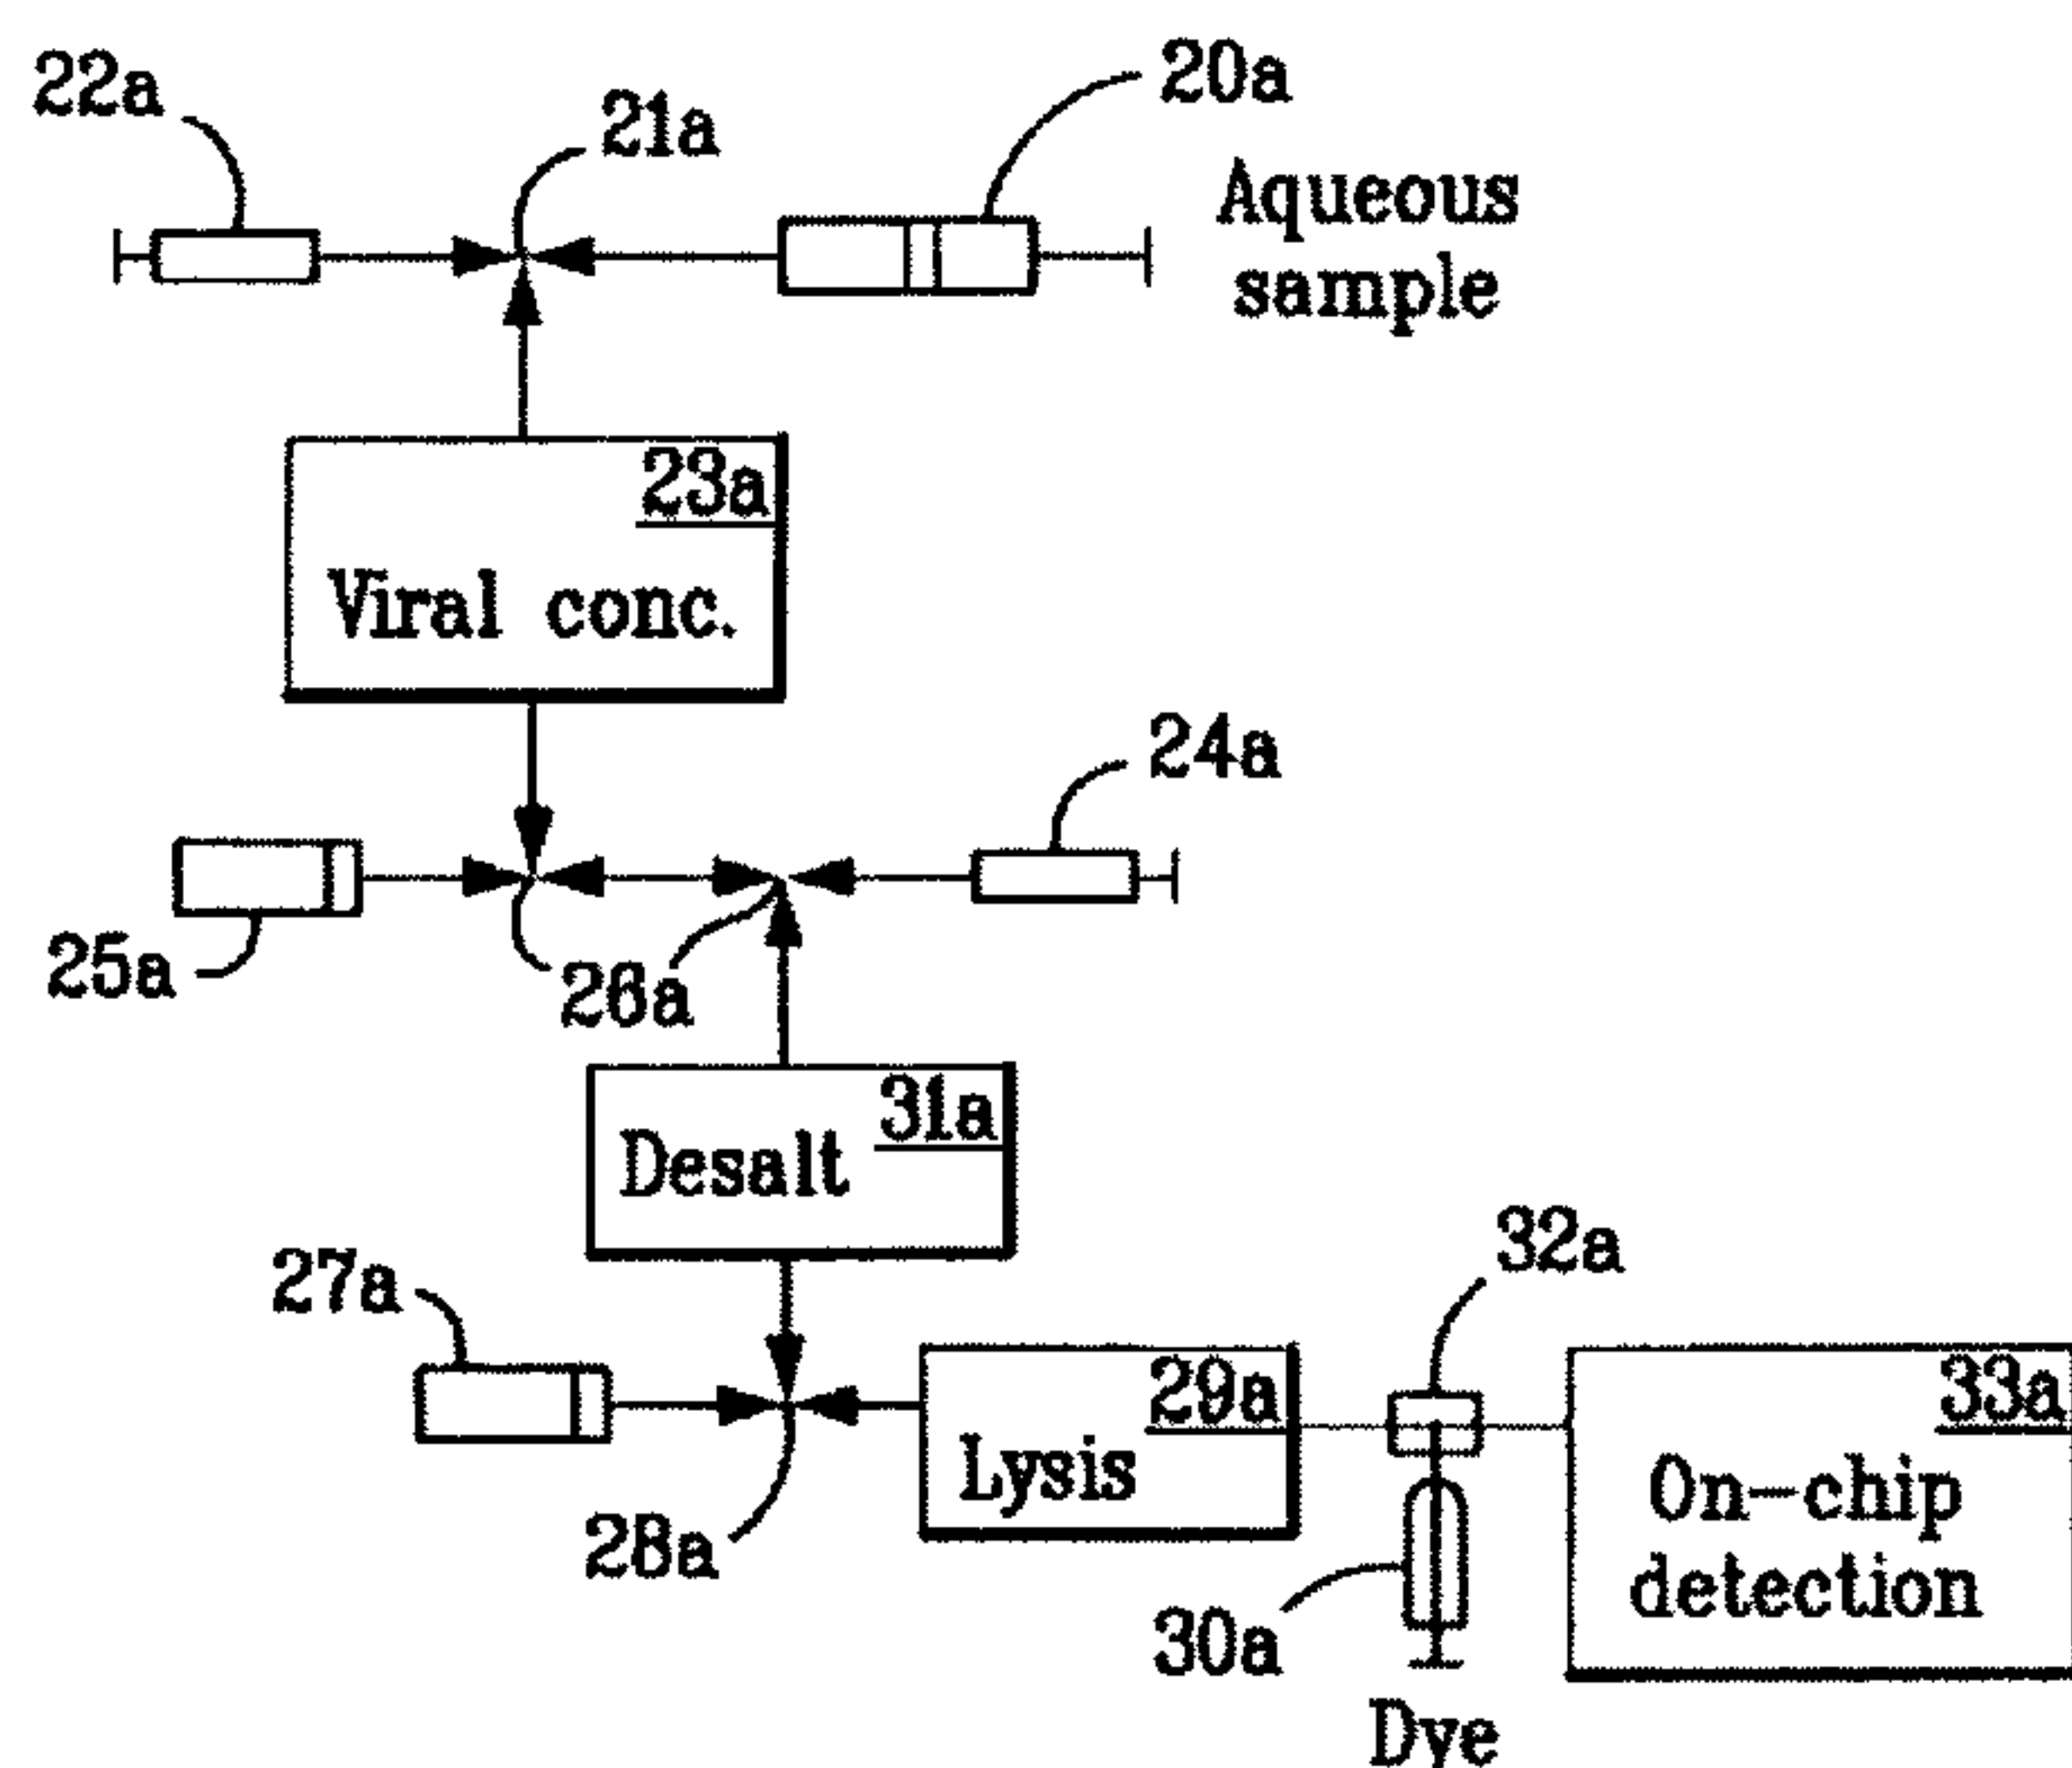 22a
21a
20a
Aqueous
sample
23a
Viral conc.
24a
25a
26a
31a
Desalt
27a
32a
29a
Lysis
33a
On-chip
detection
28a
30a
Dye